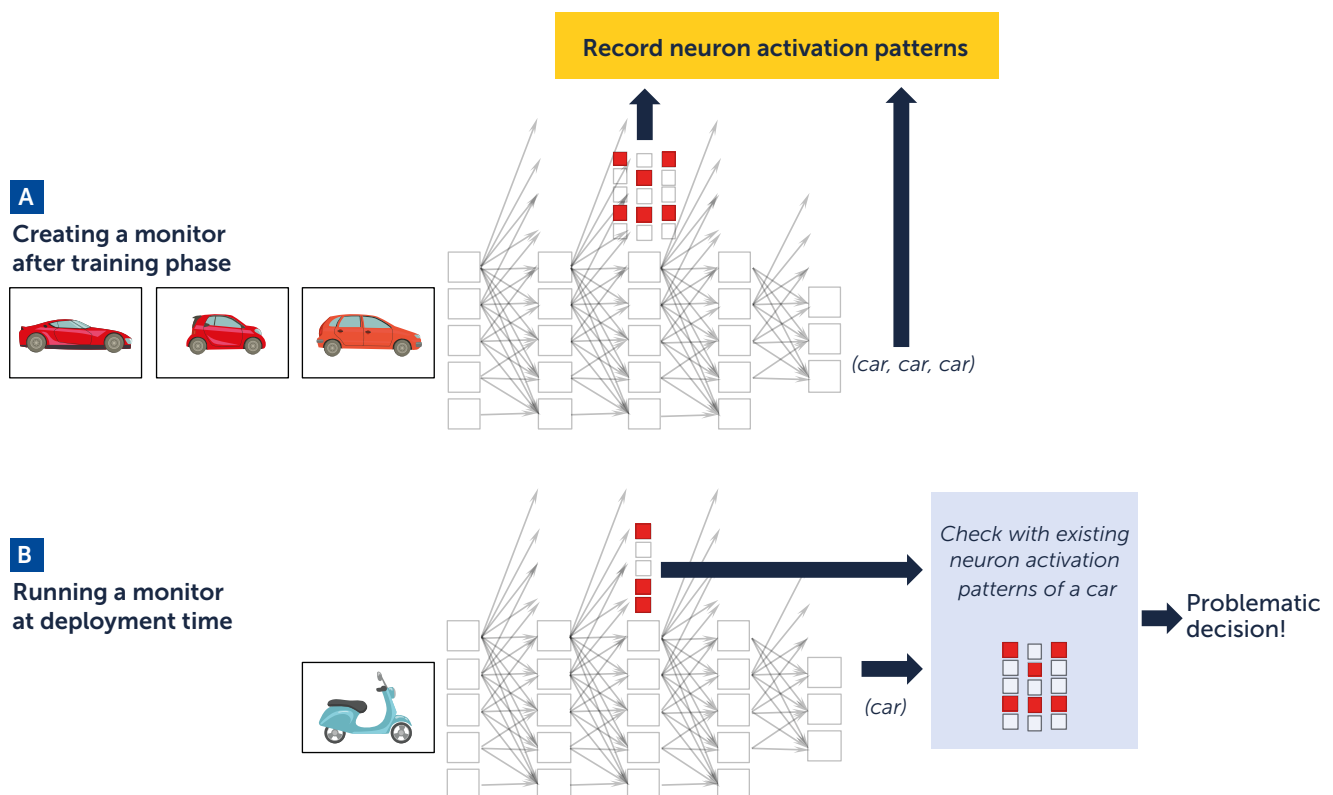 Record neuron activation patterns
A
Creating a monitor
after training phase
(car, car, car)
B
Running a monitor
at deployment time
(car)
Check with existing
neuron activation
patterns of a car
Problematic
decision!